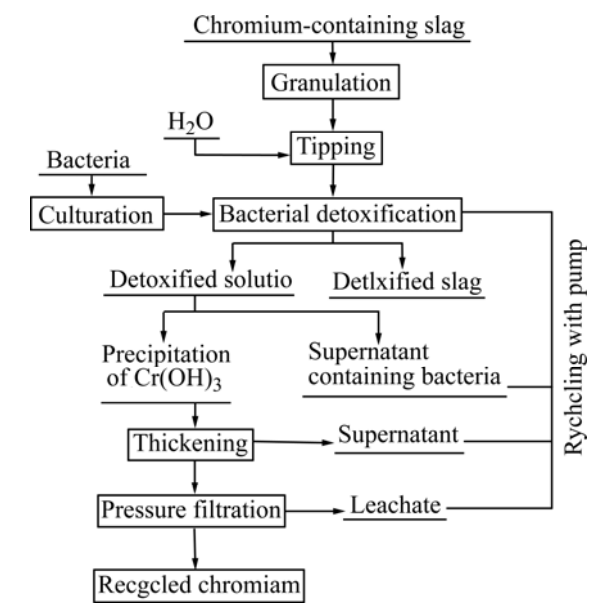 Chromium-containing slag
Granulation
H₂O
Tipping
Bacteria
Culturation
Bacterial detoxification
Detoxified solutio
Detlxified slag
Precipitation
of Cr(OH)₃
Supernatant
containing bacteria
Thickening
Supernatant
Pressure filtration
Leachate
Recgcled chromiam
Rychcling with pump